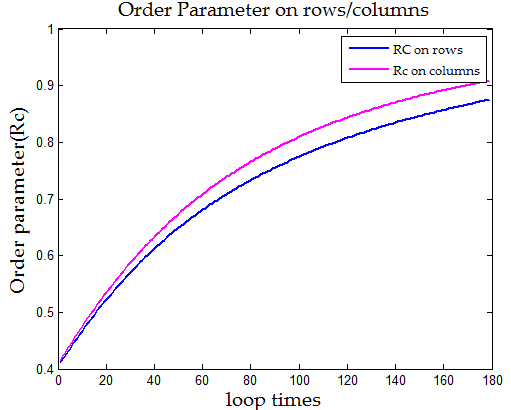 Order Parameter on rows/columns
RC on rows
Rc on columns
Order parameter(Rc)
1
0.9
0.8
0.7
0.6
0.5
0.4
0 20 40 60 80 100 120 140 160 180
loop times